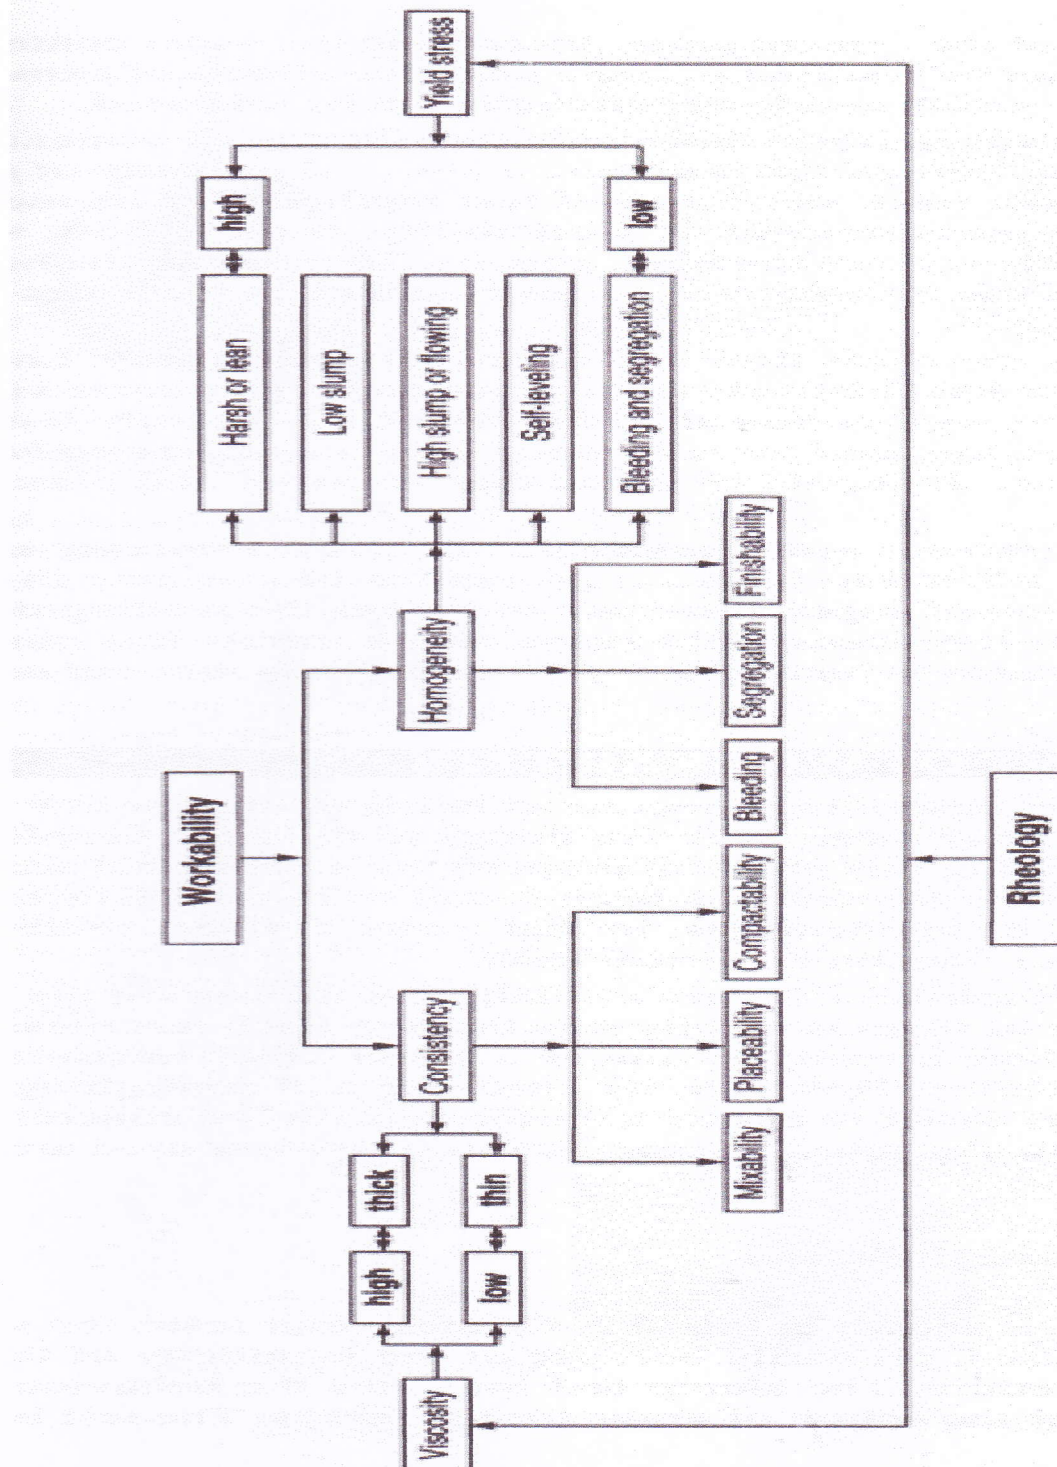 Workability
Consistency
Homogeneity
Viscosity
high
low
thick
thin
Harsh or lean
Low slump
High slump or flowing
Self-leveling
Bleeding and segregation
high
low
Yield stress
Mixability
Placeability
Compactability
Bleeding
Segregation
Finishability
Rheology